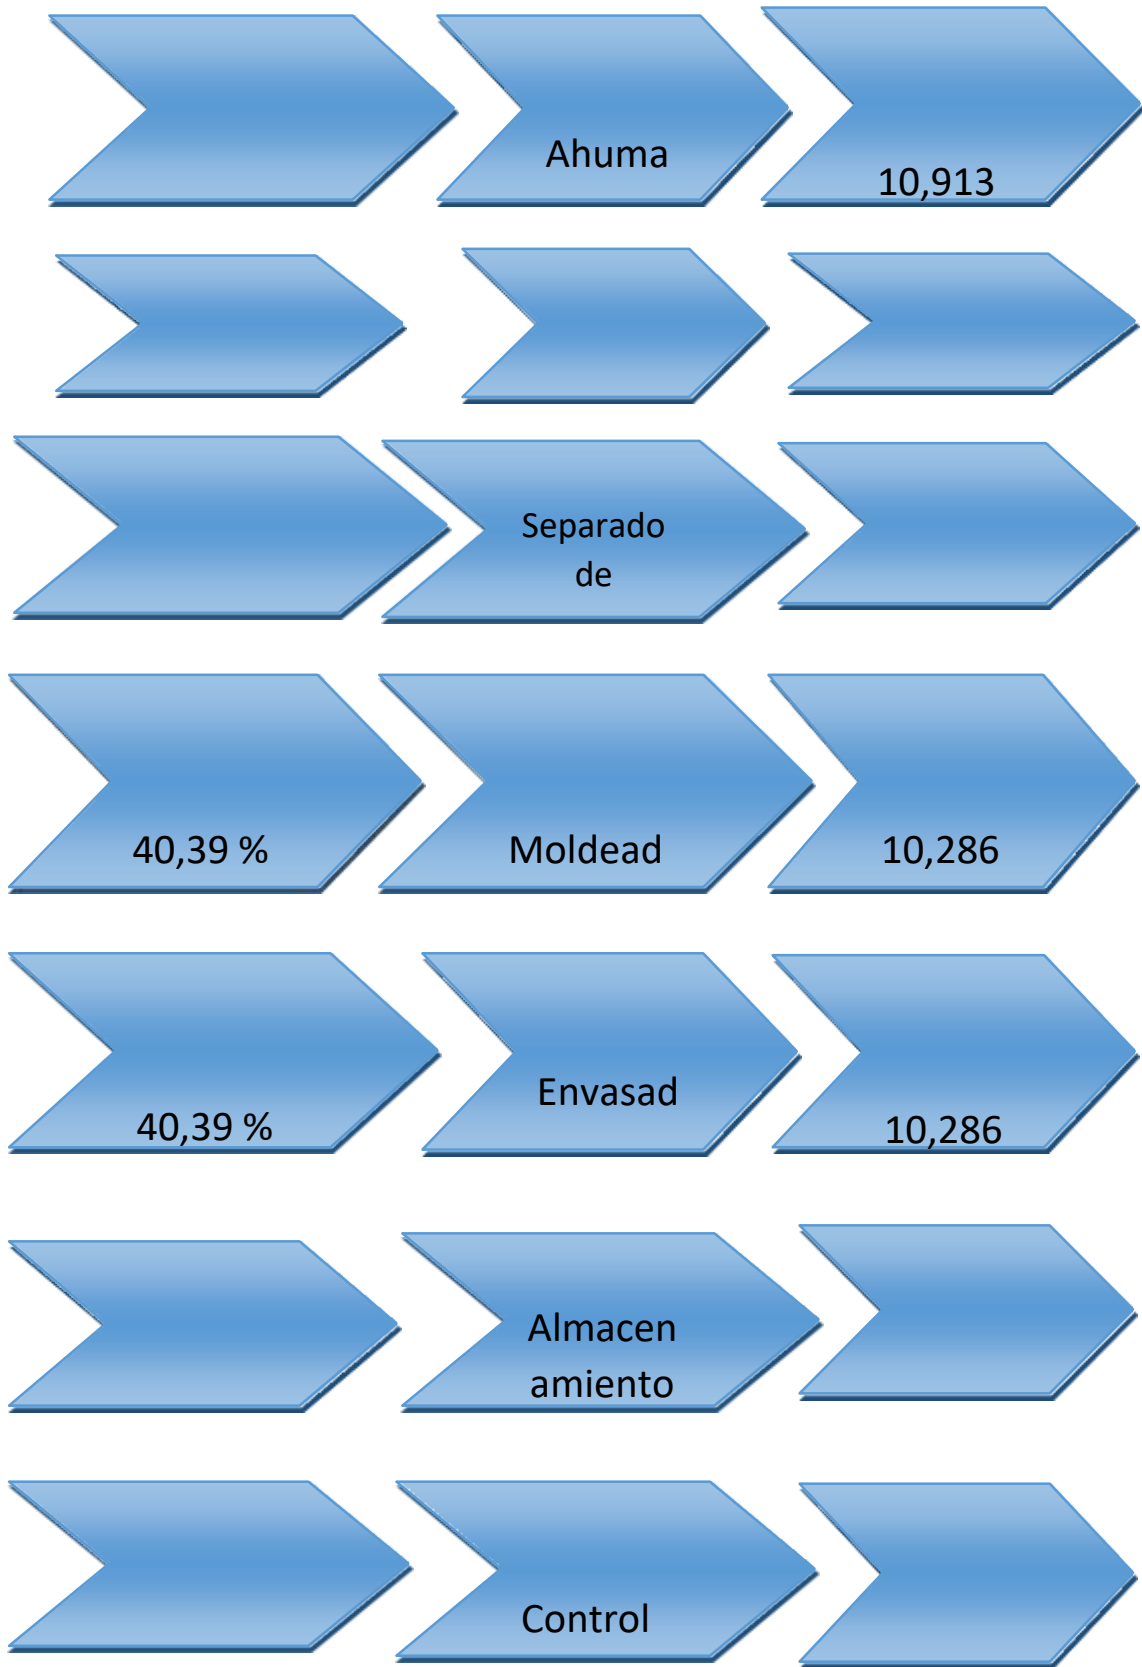 Ahuma
10,913
Separado
de
40,39 %
Moldead
10,286
40,39 %
Envasad
10,286
Almacen
amiento
Control